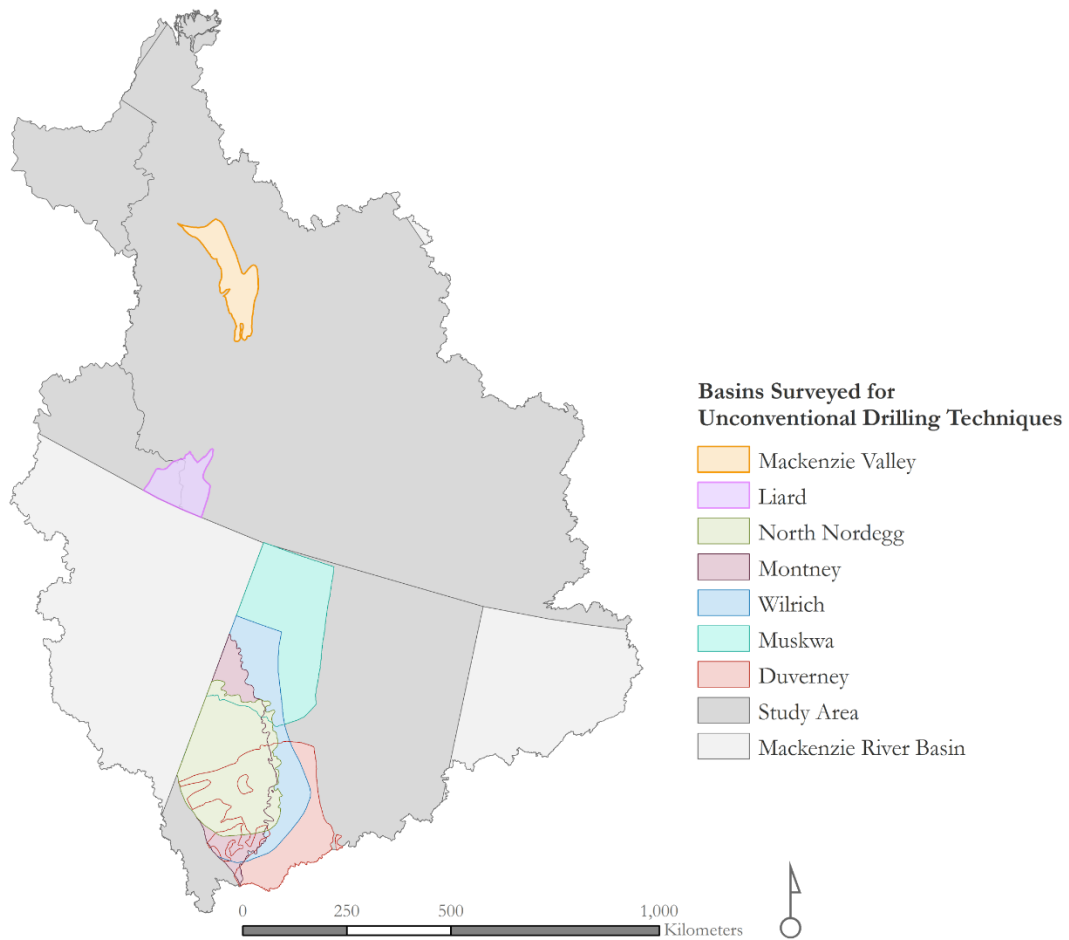 Basins Surveyed for
Unconventional Drilling Techniques
Mackenzie Valley
Liard
North Nordegg
Montney
Wilrich
Muskwa
Duverney
Study Area
Mackenzie River Basin
0 250 500 1,000
Kilometers